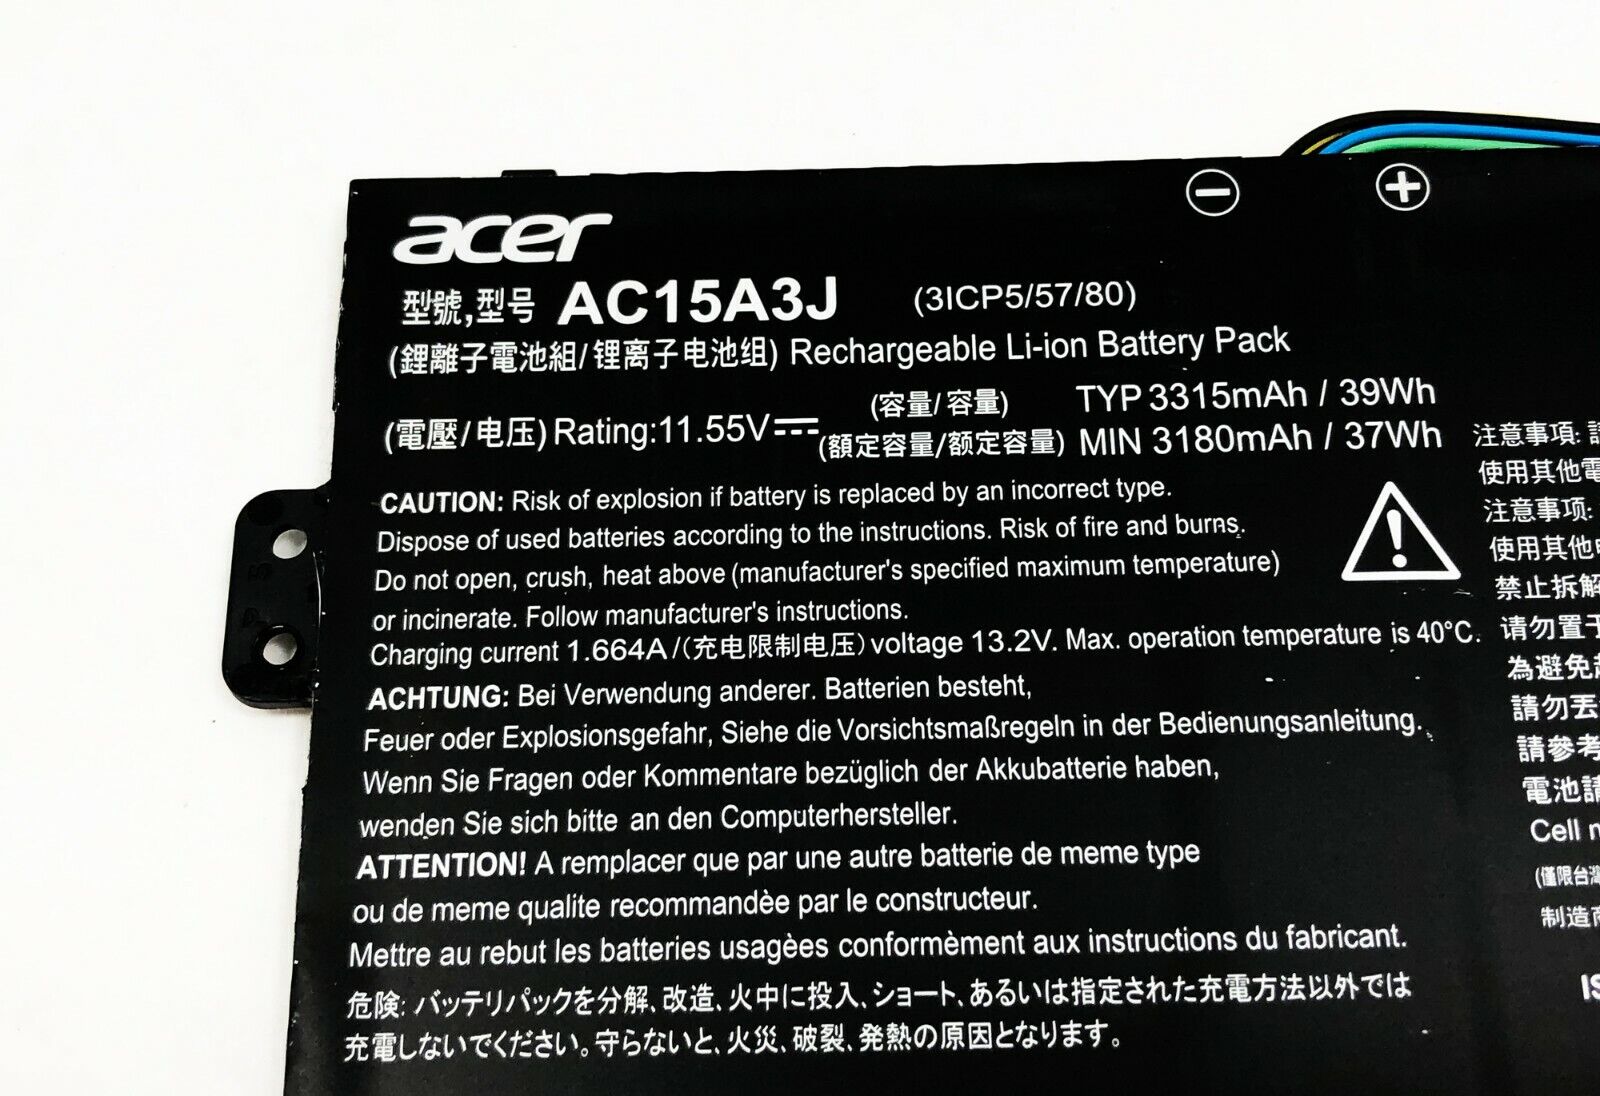 acer
型號,型号 AC15A3J (3ICP5/57/80)
(鋰離子電池組/锂离子电池组) Rechargeable Li-ion Battery Pack
(電壓/电压) Rating:11.55V⎓ (容量/容量) TYP 3315mAh / 39Wh
(額定容量/额定容量) MIN 3180mAh / 37Wh
CAUTION: Risk of explosion if battery is replaced by an incorrect type.
Dispose of used batteries according to the instructions. Risk of fire and burns.
Do not open, crush, heat above (manufacturer's specified maximum temperature)
or incinerate. Follow manufacturer's instructions.
Charging current 1.664A/(充电限制电压)voltage 13.2V. Max. operation temperature is 40°C.
ACHTUNG: Bei Verwendung anderer. Batterien besteht,
Feuer oder Explosionsgefahr, Siehe die Vorsichtsmaßregeln in der Bedienungsanleitung.
Wenn Sie Fragen oder Kommentare bezüglich der Akkubatterie haben,
wenden Sie sich bitte an den Computerhersteller.
ATTENTION! A remplacer que par une autre batterie de meme type
ou de meme qualite recommandèe par le constructeur.
Mettre au rebut les batteries usagèes conformèment aux instructions du fabricant.
危険: バッテリパックを分解、改造、火中に投入、ショート、あるいは指定された充電方法以外では
充電しないでください。守らないと、火災、破裂、発熱の原因となります。
注意事項:
使用其他電
注意事项:
使用其他
禁止拆解
请勿置于
為避免
請勿丟
請參考
電池請
Cell
(僅限台灣
制造商